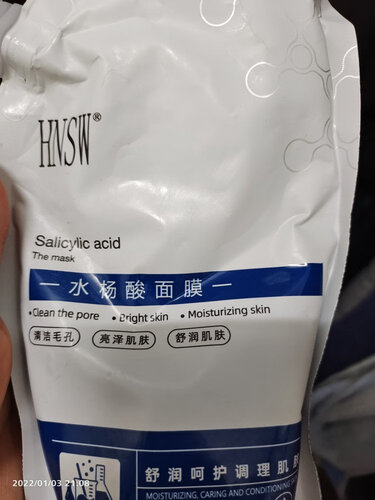 HNSW®
Salicylic acid
The mask
一水杨酸面膜一
•Clean the pore •Bright skin •Moisturizing skin
清洁毛孔 亮泽肌肤 舒润肌肤
舒润呵护调理肌肤
MOISTURIZING, CARING AND CONDITIONING
2022/01/03 21:08